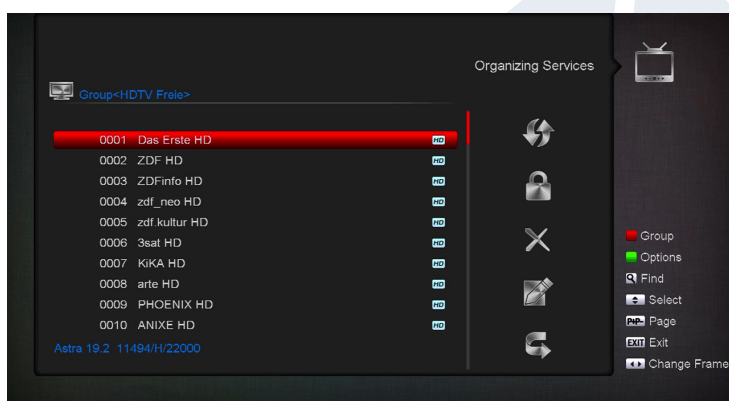 Organizing Services
Group<HDTV Freie>
0001 Das Erste HD HD
0002 ZDF HD HD
0003 ZDFinfo HD HD
0004 zdf_neo HD HD
0005 zdf.kultur HD HD
0006 3sat HD HD
0007 KiKA HD HD
0008 arte HD HD
0009 PHOENIX HD HD
0010 ANIXE HD HD
Astra 19.2 11494/H/22000
Group
Options
Find
Select
P+P- Page
EXIT Exit
Change Frame